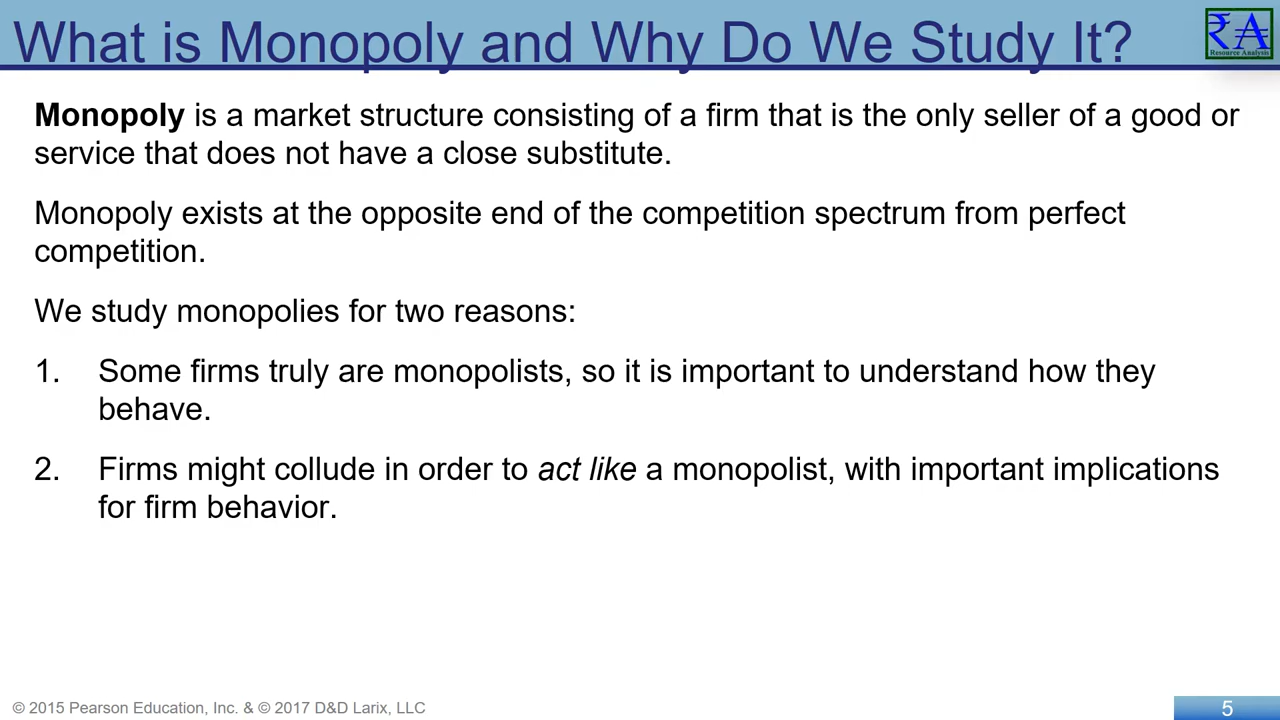 What is Monopoly and Why Do We Study It?
₹A
Resource Analysis
Monopoly is a market structure consisting of a firm that is the only seller of a good or
service that does not have a close substitute.
Monopoly exists at the opposite end of the competition spectrum from perfect
competition.
We study monopolies for two reasons:
1. Some firms truly are monopolists, so it is important to understand how they
behave.
2. Firms might collude in order to act like a monopolist, with important implications
for firm behavior.
© 2015 Pearson Education, Inc. & © 2017 D&D Larix, LLC
5